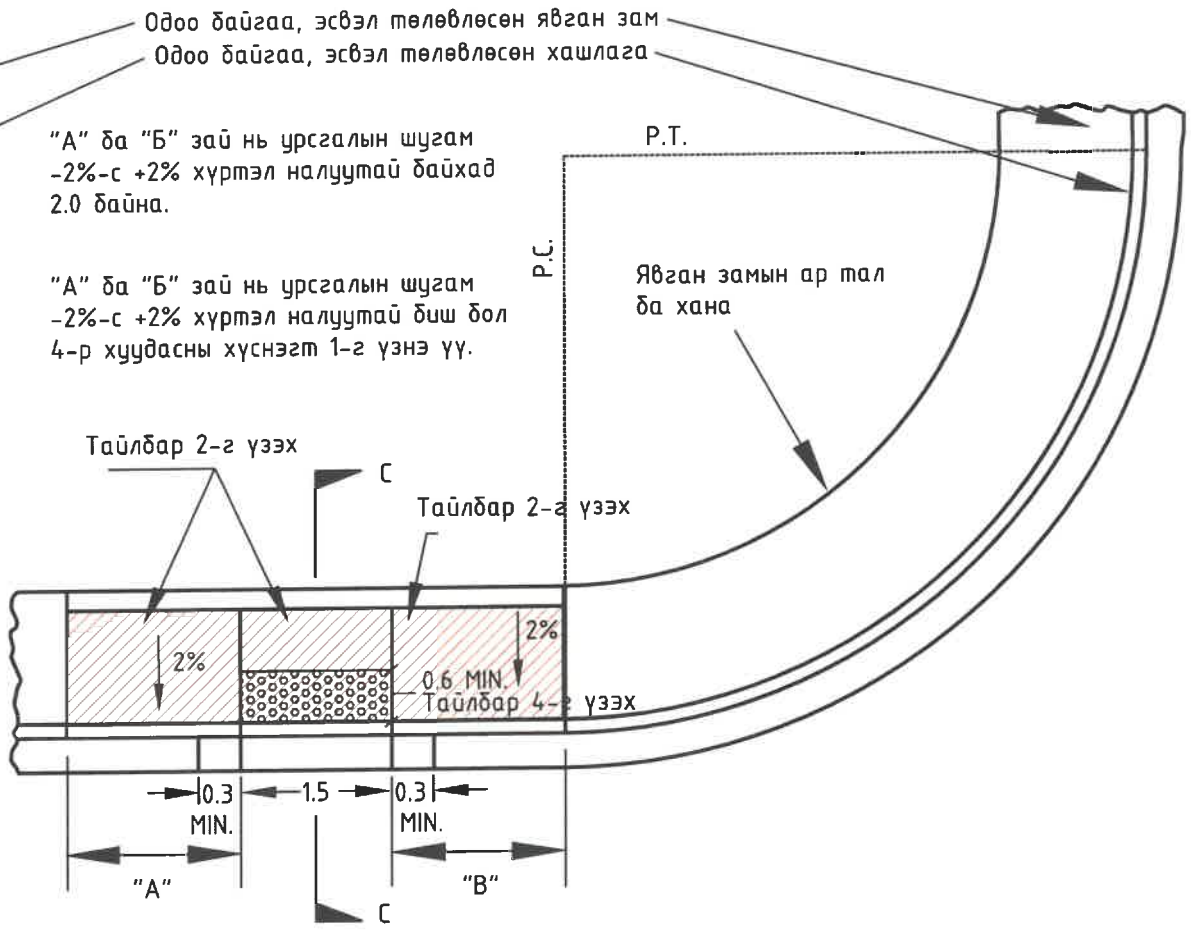 Одоо байгаа, эсвэл төлөвлөсөн явган зам
Одоо байгаа, эсвэл төлөвлөсөн хашлага
"А" ба "Б" зай нь урсгалын шугам
-2%-с +2% хүртэл налуутай байхад
2.0 байна.
P.T.
P.C.
"А" ба "Б" зай нь урсгалын шугам
-2%-с +2% хүртэл налуутай биш бол
4-р хуудасны хүснэгт 1-г үзнэ үү.
Явган замын ар тал
ба хана
Тайлбар 2-г үзэх
C
Тайлбар 2-г үзэх
2%
2%
0.6 MIN.
Тайлбар 4-г үзэх
0.3
MIN.
1.5
0.3
MIN.
"A"
"B"
C